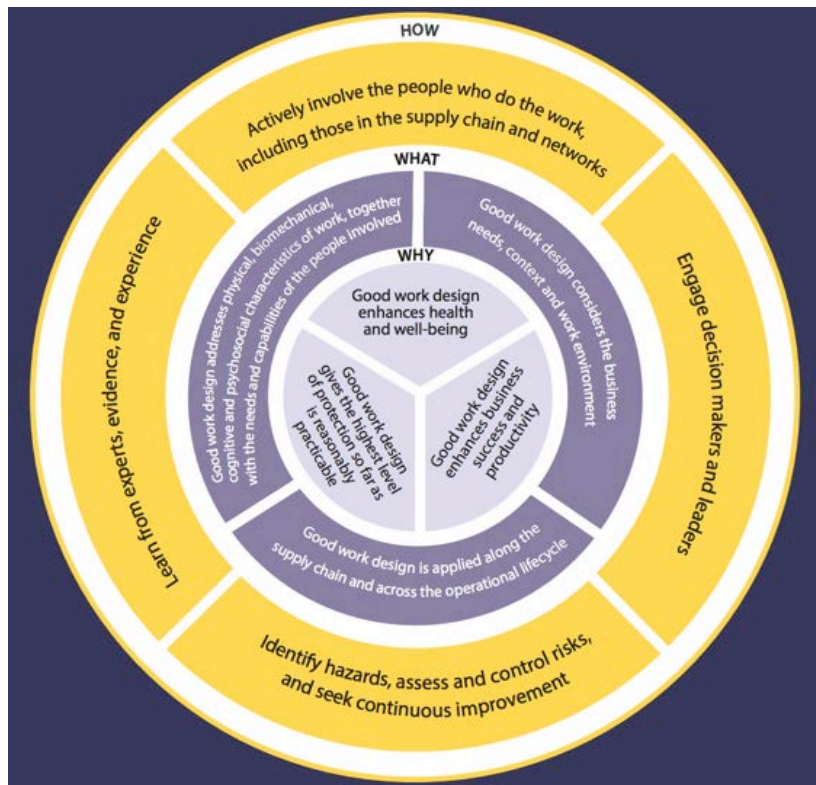 HOW
Actively involve the people who do the work,
including those in the supply chain and networks
Engage decision makers and leaders
Identify hazards, assess and control risks,
and seek continuous improvement
Learn from experts, evidence, and experience
WHAT
Good work design addresses physical, biomechanical,
cognitive and psychosocial characteristics of work, together
with the needs and capabilities of the people involved
Good work design considers the business
needs, context and work environment
Good work design is applied along the
supply chain and across the operational lifecycle
WHY
Good work design
enhances health
and well-being
Good work design
gives the highest level
of protection so far as
is reasonably
practicable
Good work design
enhances business
success and
productivity